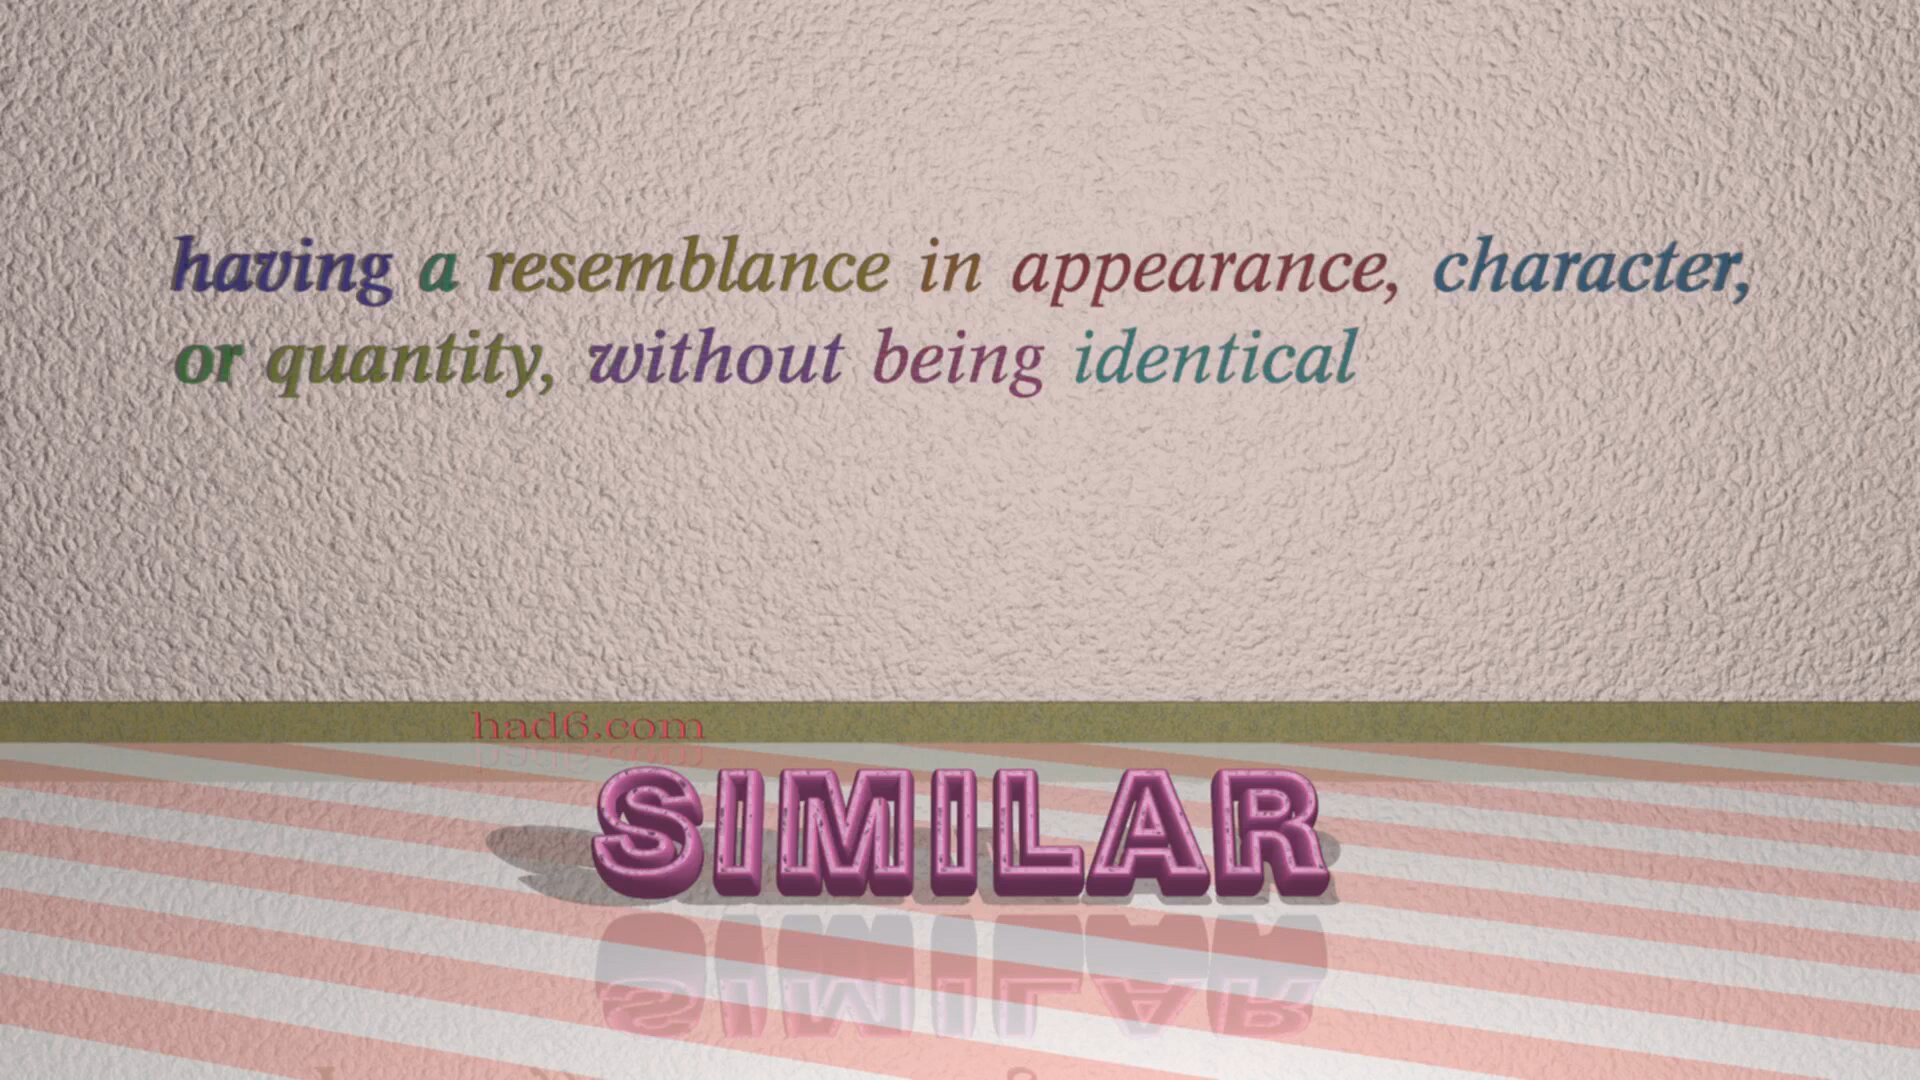 having a resemblance in appearance, character,
or quantity, without being identical
had6.com
SIMILAR